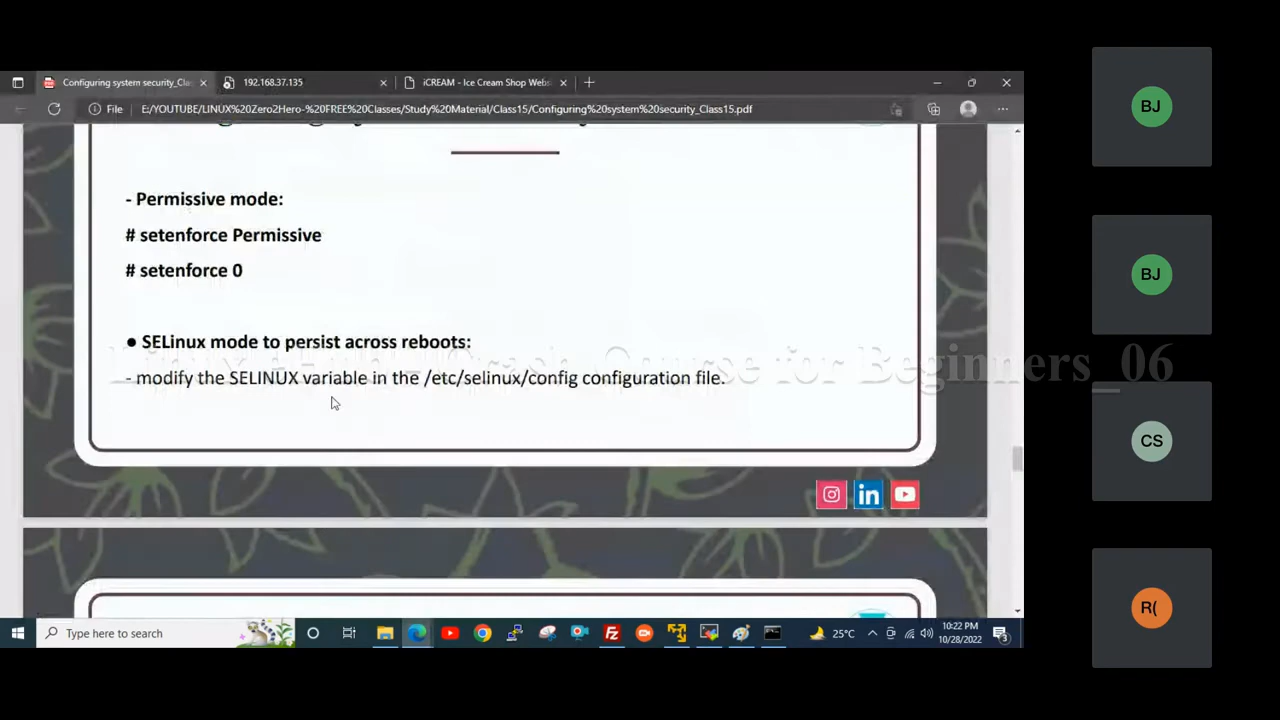 Configuring system security_Cla
192.168.37.135
iCREAM - Ice Cream Shop Webs
File
E:/YOUTUBE/LINUX%20Zero2Hero-%20FREE%20Classes/Study%20Material/Class15/Configuring%20system%20security_Class15.pdf
- Permissive mode:
# setenforce Permissive
# setenforce 0
● SELinux mode to persist across reboots:
- modify the SELINUX variable in the /etc/selinux/config configuration file.
for Beginners_06
Type here to search
25°C
10:22 PM
10/28/2022
3
BJ
BJ
CS
R(